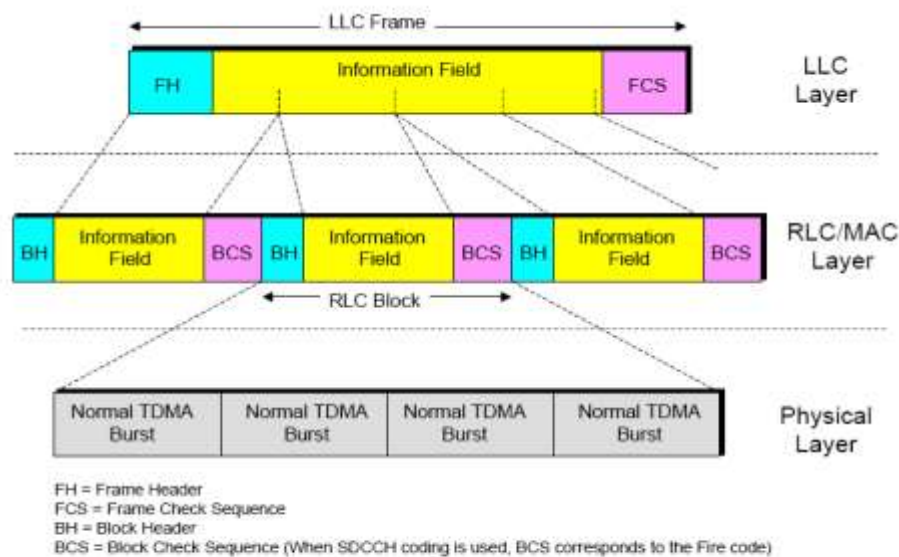 LLC Frame
FH
Information Field
FCS
LLC
Layer
BH
Information
Field
BCS
BH
Information
Field
BCS
BH
Information
Field
BCS
RLC/MAC
Layer
RLC Block
Normal TDMA
Burst
Normal TDMA
Burst
Normal TDMA
Burst
Normal TDMA
Burst
Physical
Layer
FH = Frame Header
FCS = Frame Check Sequence
BH = Block Header
BCS = Block Check Sequence (When SDCCH coding is used, BCS corresponds to the Fire code)